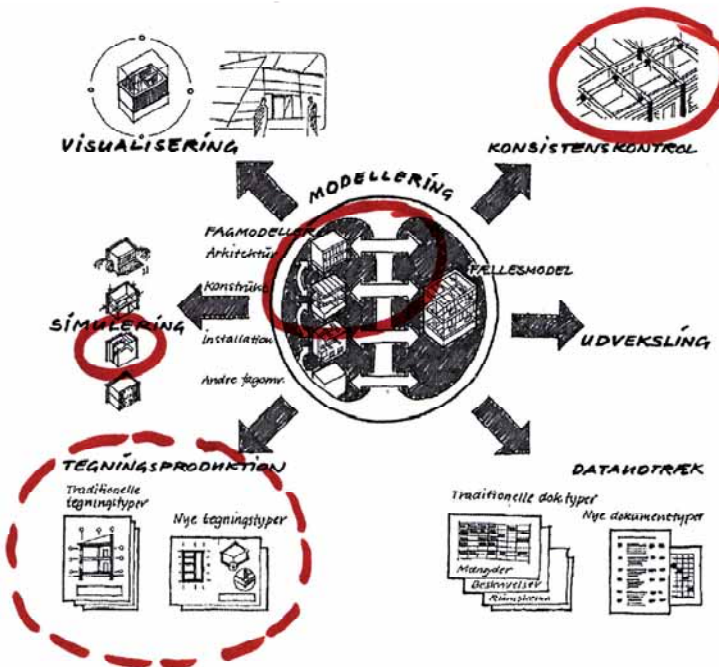 VISUALISERING
KONSISTENSKONTROL
MODELLERING
FAGMODELLER
Arkitektur
FÆLLESMODEL
Konstrukt
SIMULERING
Installation
UDVEKSLING
Andre fagomr.
TEGNINGSPRODUKTION
Traditionelle
tegningstyper
Nye tegningstyper
DATAUDTRÆK
Traditionelle dok.typer
Nye dokumenttyper
Mængder
Beskrivelser